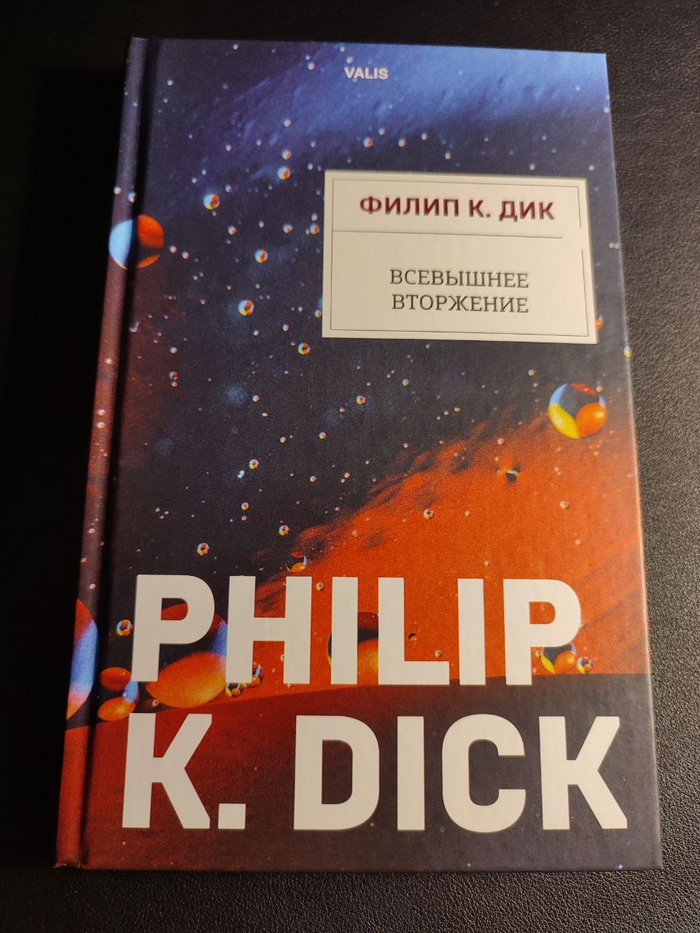 VALIS
ФИЛИП К. ДИК
ВСЕВЫШНЕЕ
ВТОРЖЕНИЕ
PHILIP
K. DICK